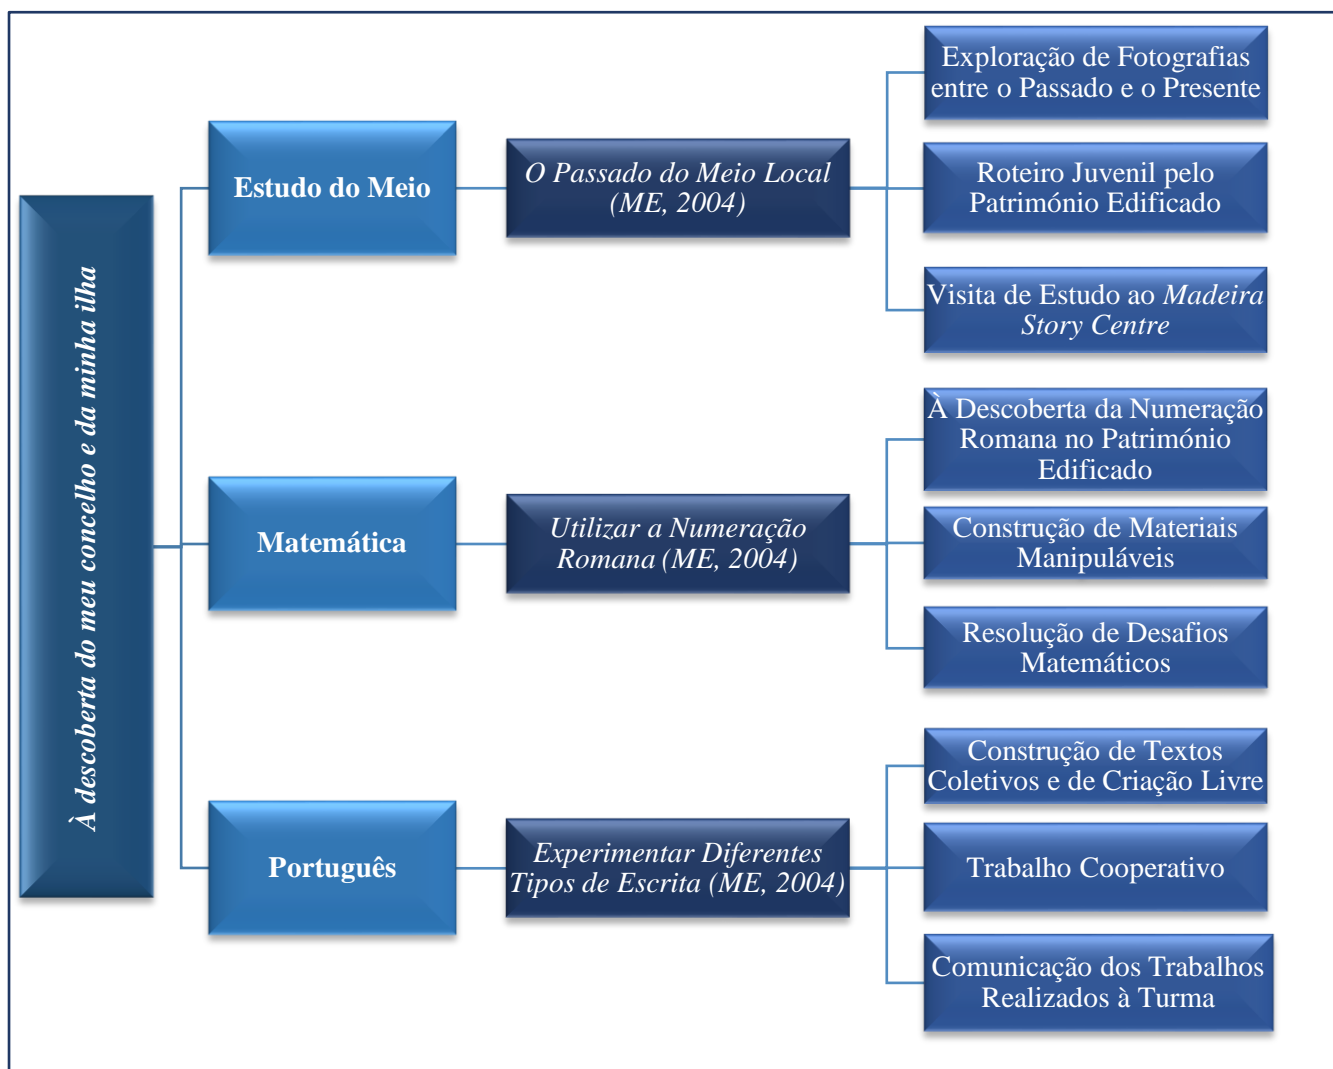 À descoberta do meu concelho e da minha ilha
Estudo do Meio
O Passado do Meio Local
(ME, 2004)
Exploração de Fotografias
entre o Passado e o Presente
Roteiro Juvenil pelo
Património Edificado
Visita de Estudo ao Madeira
Story Centre
Matemática
Utilizar a Numeração
Romana (ME, 2004)
À Descoberta da Numeração
Romana no Património
Edificado
Construção de Materiais
Manipuláveis
Resolução de Desafios
Matemáticos
Português
Experimentar Diferentes
Tipos de Escrita (ME, 2004)
Construção de Textos
Coletivos e de Criação Livre
Trabalho Cooperativo
Comunicação dos Trabalhos
Realizados à Turma